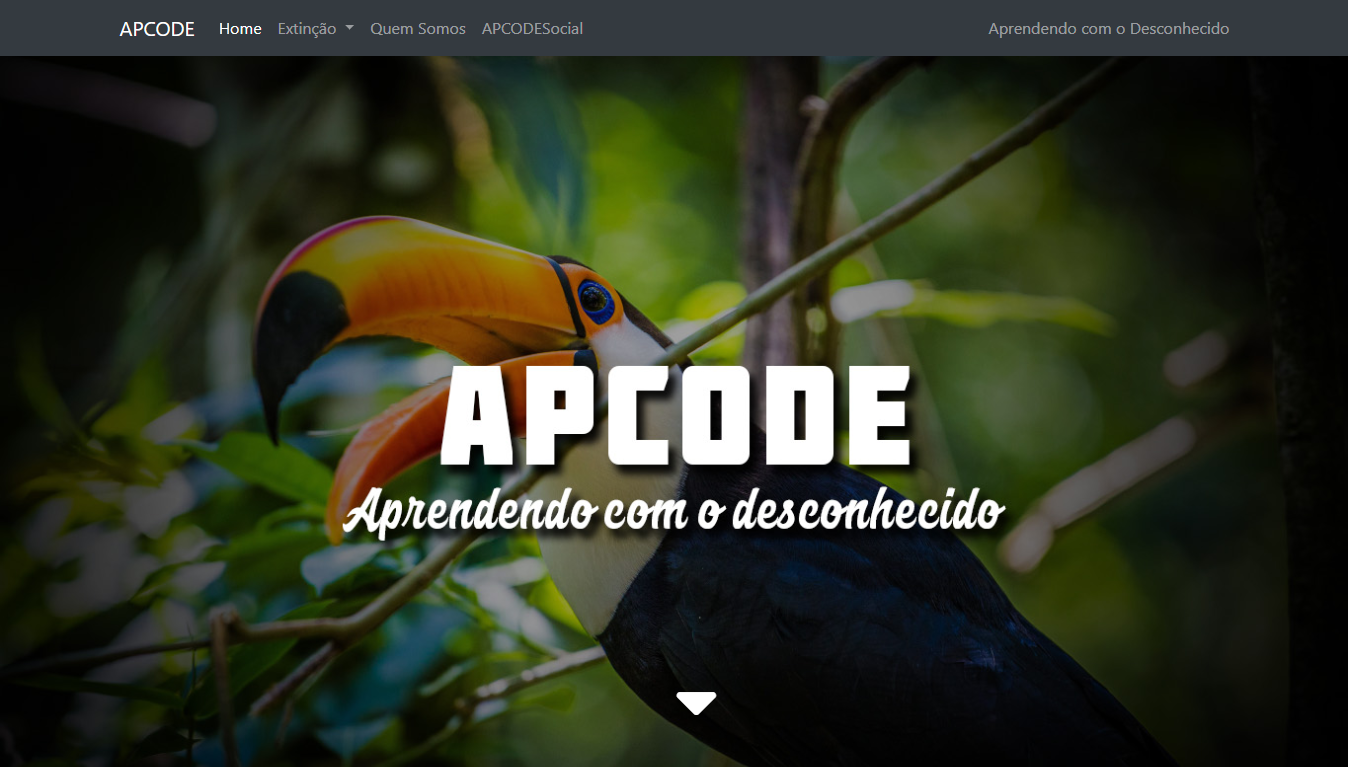 APCODE Home Extinção Quem Somos APCODESocial Aprendendo com o Desconhecido
APCODE
Aprendendo com o desconhecido